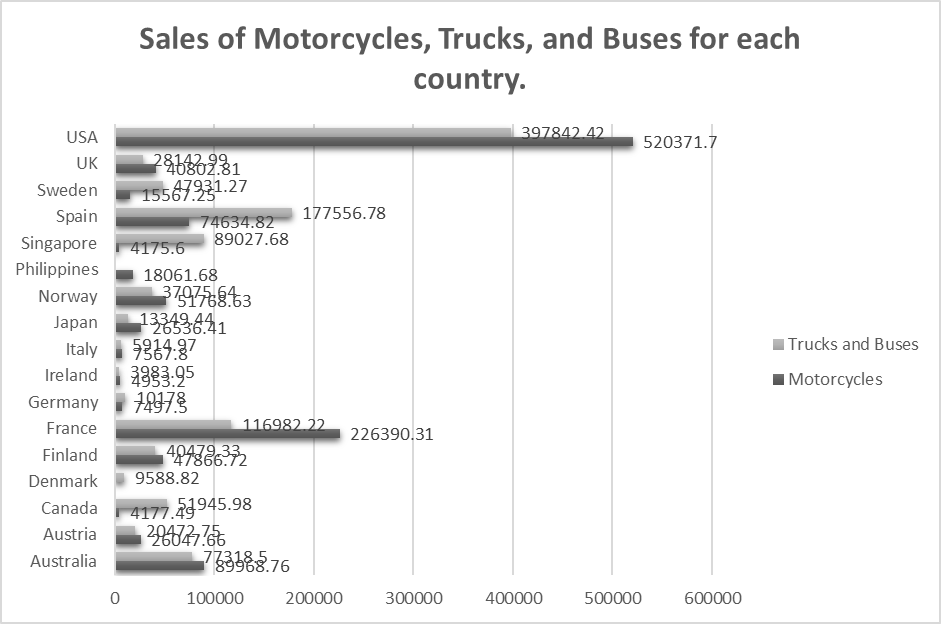 Sales of Motorcycles, Trucks, and Buses for each
country.
USA
397842.42
520371.7
UK
28142.99
40802.81
Sweden
47931.27
15567.25
Spain
177556.78
74634.82
Singapore
89027.68
4175.6
Philippines
18061.68
Norway
37075.64
51768.63
Japan
13349.44
26536.41
Italy
5914.97
7567.8
Ireland
3983.05
4953.2
Germany
10178
7497.5
France
116982.22
226390.31
Finland
40479.33
47866.72
Denmark
9588.82
Canada
51945.98
4177.49
Austria
20472.75
26047.66
Australia
77318.5
89968.76
0 100000 200000 300000 400000 500000 600000
Trucks and Buses
Motorcycles